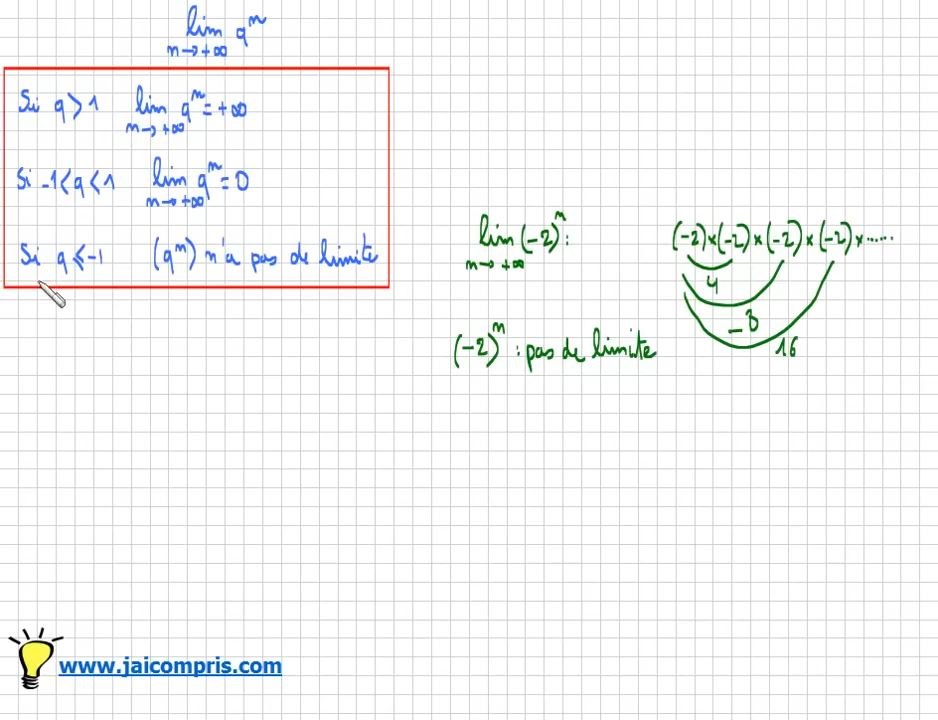 lim qⁿ
n→+∞
Si q > 1 lim qⁿ = +∞
n→+∞
Si -1 < q < 1 lim qⁿ = 0
n→+∞
Si q ≤ -1 (qⁿ) n'a pas de limite
lim (-2)ⁿ :
n→+∞
(-2)×(-2)×(-2)×(-2)×......
4
-8
16
(-2)ⁿ : pas de limite
www.jaicompris.com